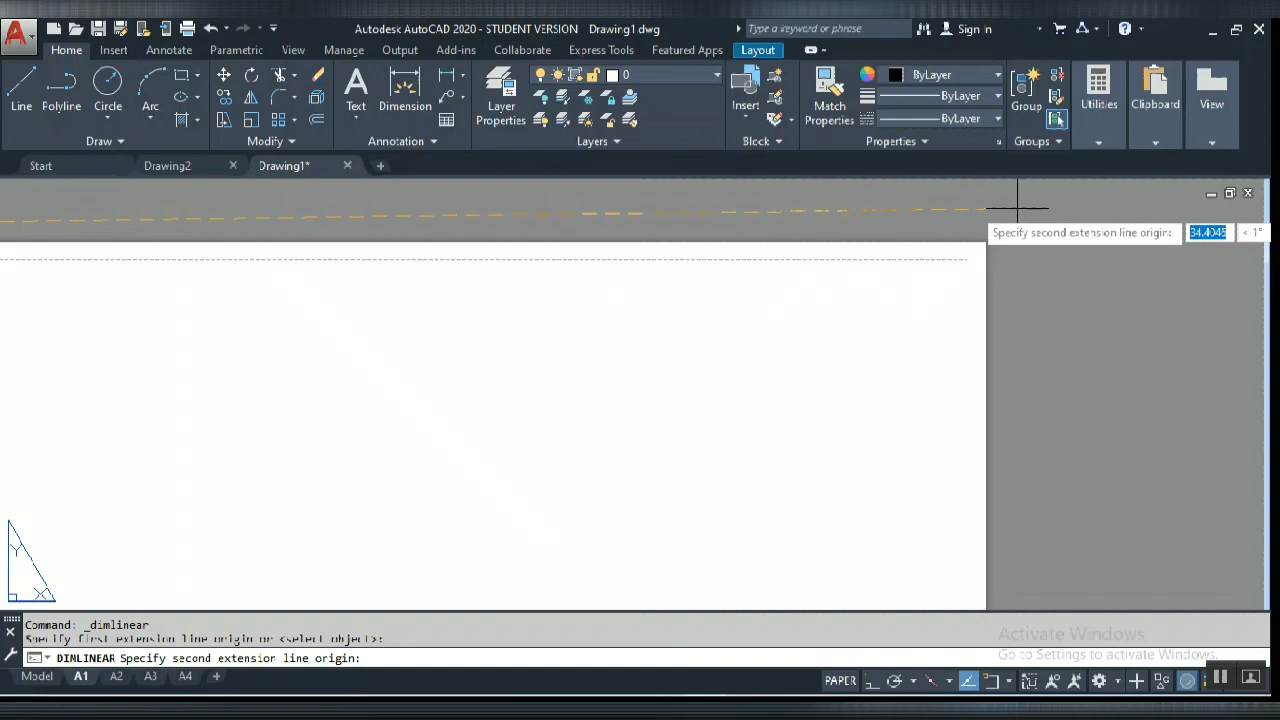 Autodesk AutoCAD 2020 - STUDENT VERSION Drawing1.dwg
Type a keyword or phrase
Sign In
Home Insert Annotate Parametric View Manage Output Add-ins Collaborate Express Tools Featured Apps Layout
0
ByLayer
ByLayer
ByLayer
Line Polyline Circle Arc Text Dimension Layer Properties Insert Match Properties Group Utilities Clipboard View
Draw Modify Annotation Layers Block Properties Groups
Start Drawing2 Drawing1*
Specify second extension line origin: 34.4045 < 1°
Y
X
Command: _dimlinear
Specify first extension line origin or <select object>:
DIMLINEAR Specify second extension line origin:
Activate Windows
Go to Settings to activate Windows.
Model A1 A2 A3 A4
PAPER